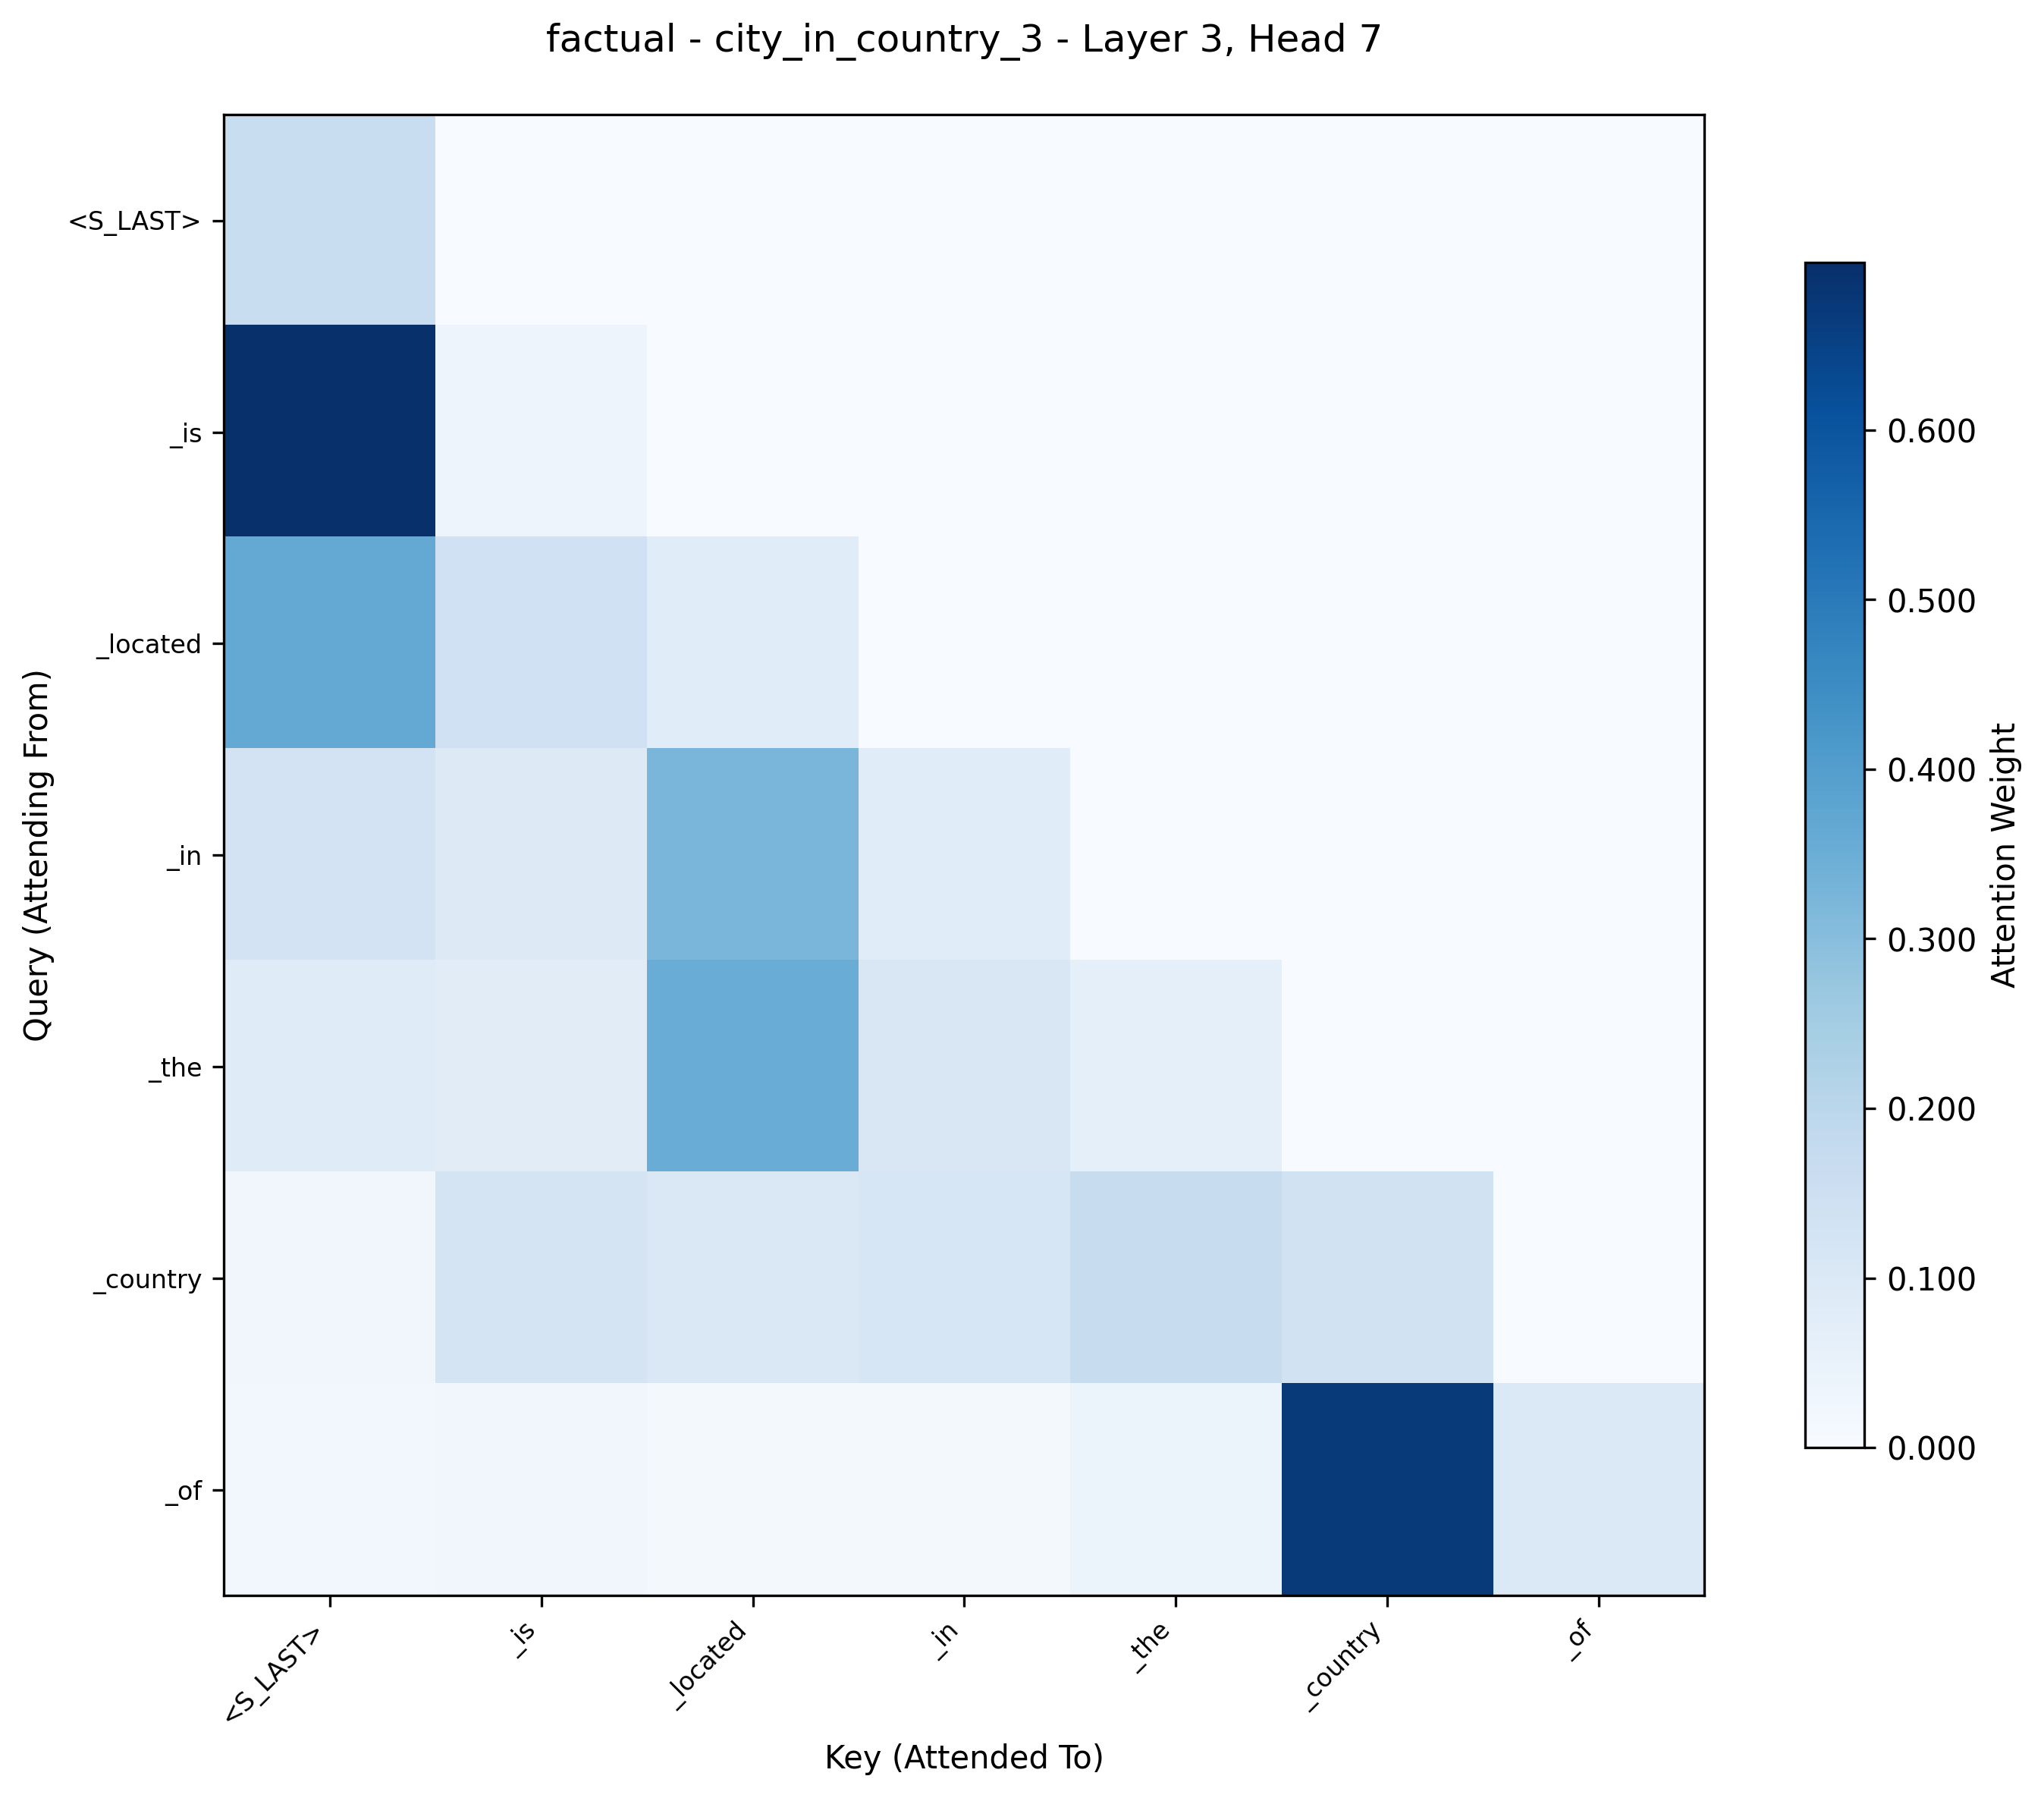 factual - city_in_country_3 - Layer 3, Head 7
Query (Attending From)
<S_LAST>
_is
_located
_in
_the
_country
_of
<S_LAST>
_is
_located
_in
_the
_country
_of
Key (Attended To)
0.600
0.500
0.400
0.300
0.200
0.100
0.000
Attention Weight